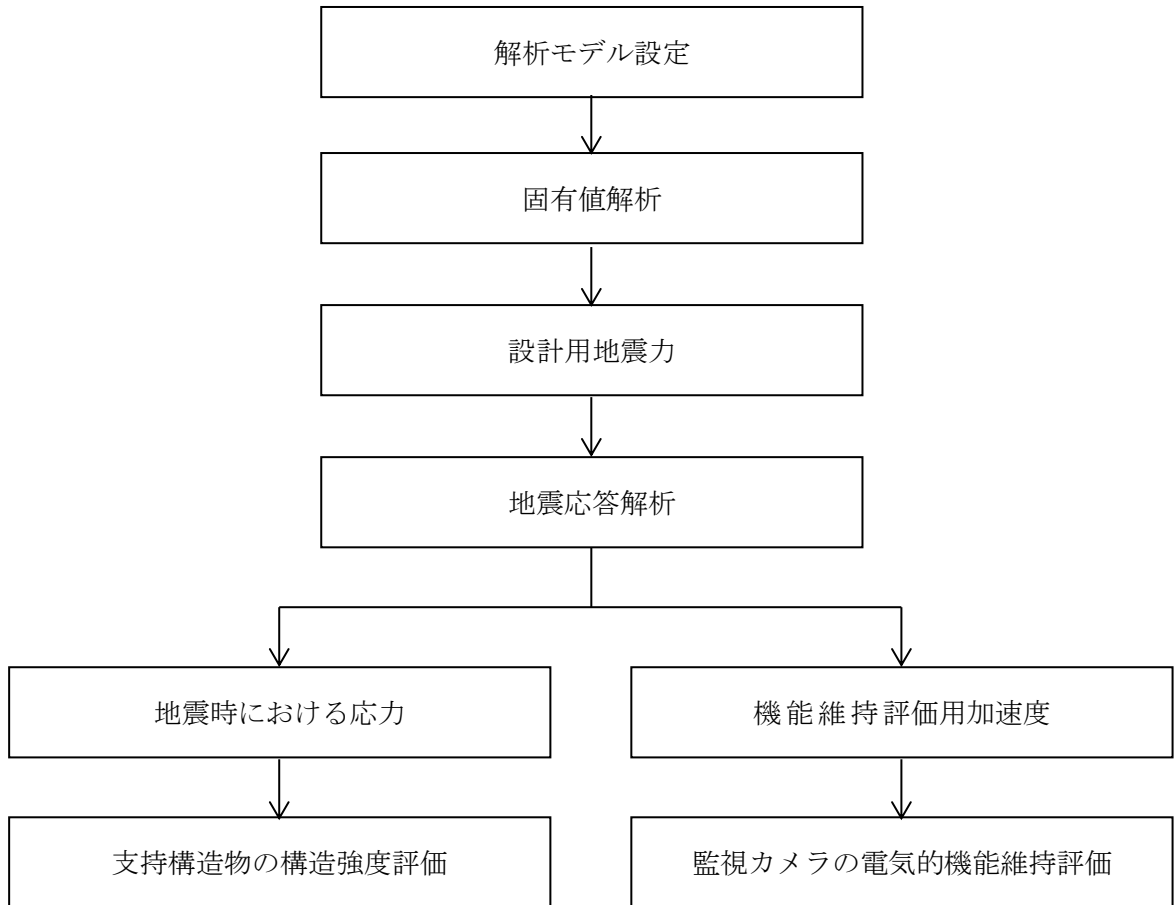 解析モデル設定
固有値解析
設計用地震力
地震応答解析
地震時における応力
機能維持評価用加速度
支持構造物の構造強度評価
監視カメラの電気的機能維持評価